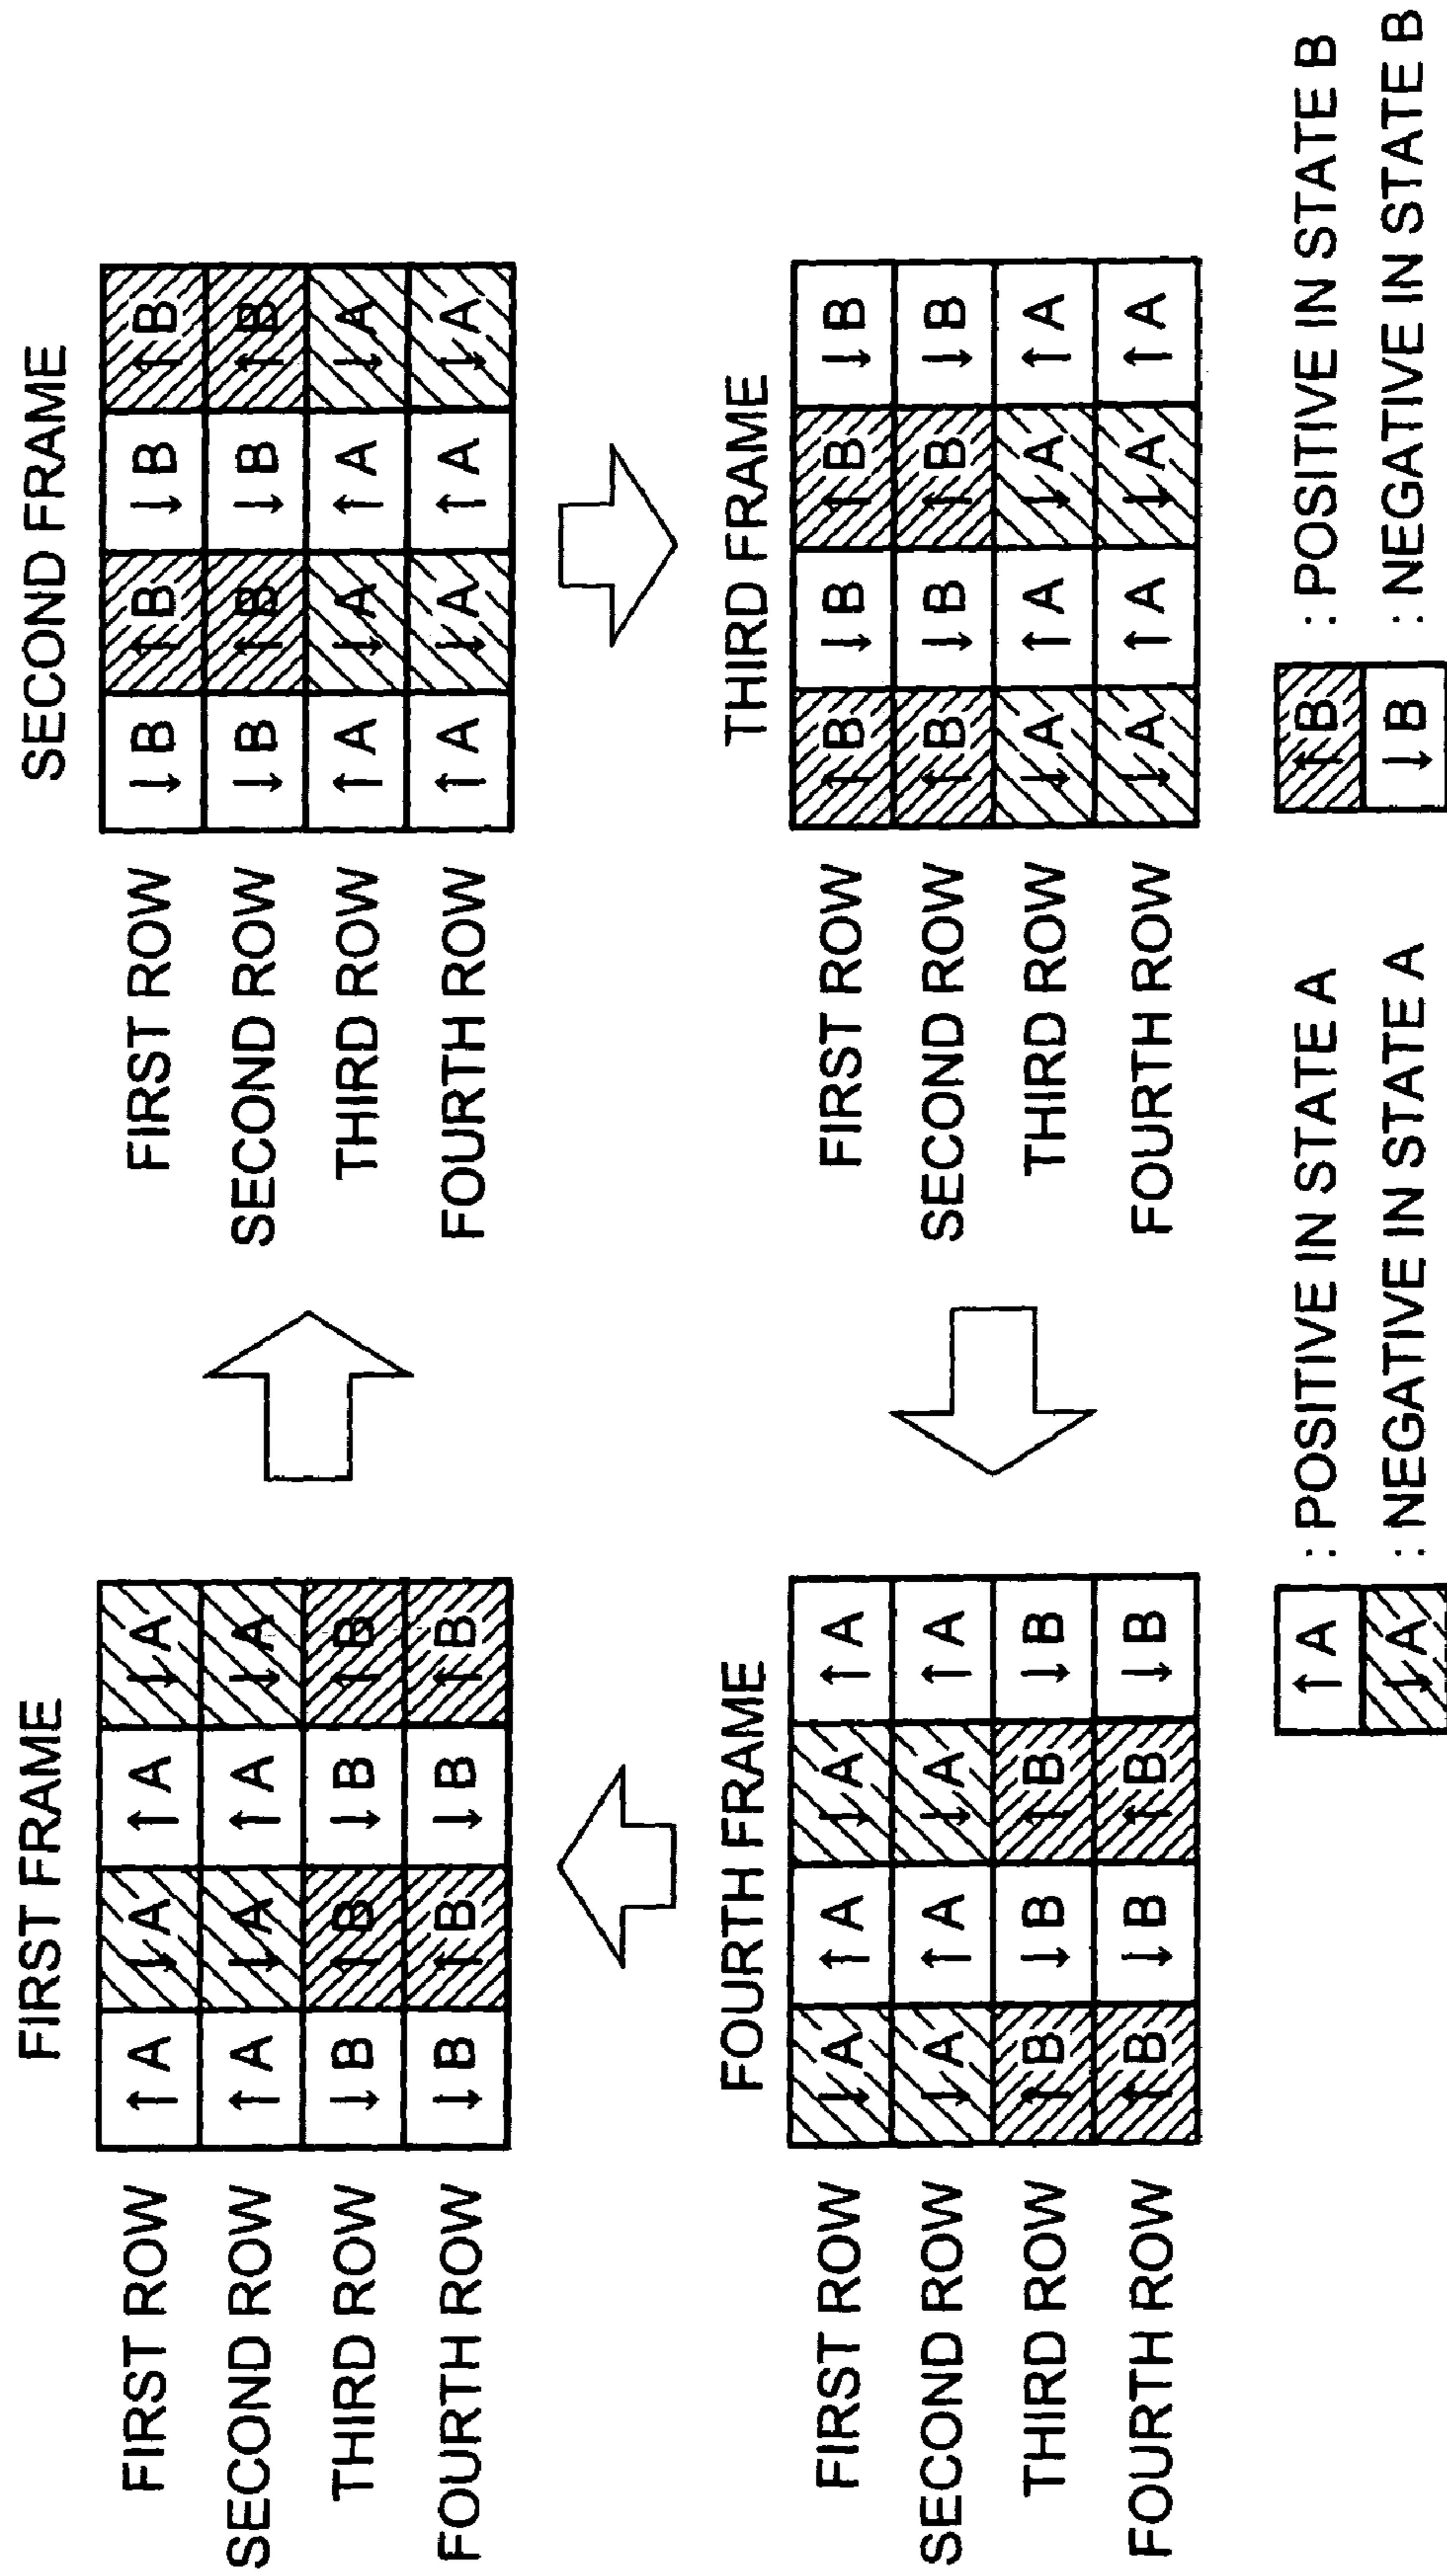 FIRST FRAME
FIRST ROW ↑A ↓A ↑A ↓A
SECOND ROW ↑A ↓A ↑A ↓A
THIRD ROW ↓B ↑B ↓B ↑B
FOURTH ROW ↓B ↑B ↓B ↑B
SECOND FRAME
FIRST ROW ↓B ↑B ↓B ↑B
SECOND ROW ↓B ↑B ↓B ↑B
THIRD ROW ↑A ↓A ↑A ↓A
FOURTH ROW ↑A ↓A ↑A ↓A
FOURTH FRAME
FIRST ROW ↓A ↑A ↓A ↑A
SECOND ROW ↓A ↑A ↓A ↑A
THIRD ROW ↑B ↓B ↑B ↓B
FOURTH ROW ↑B ↓B ↑B ↓B
THIRD FRAME
FIRST ROW ↑B ↓B ↑B ↓B
SECOND ROW ↑B ↓B ↑B ↓B
THIRD ROW ↓A ↑A ↓A ↑A
FOURTH ROW ↓A ↑A ↓A ↑A
↑A : POSITIVE IN STATE A
↓A : NEGATIVE IN STATE A
↑B : POSITIVE IN STATE B
↓B : NEGATIVE IN STATE B